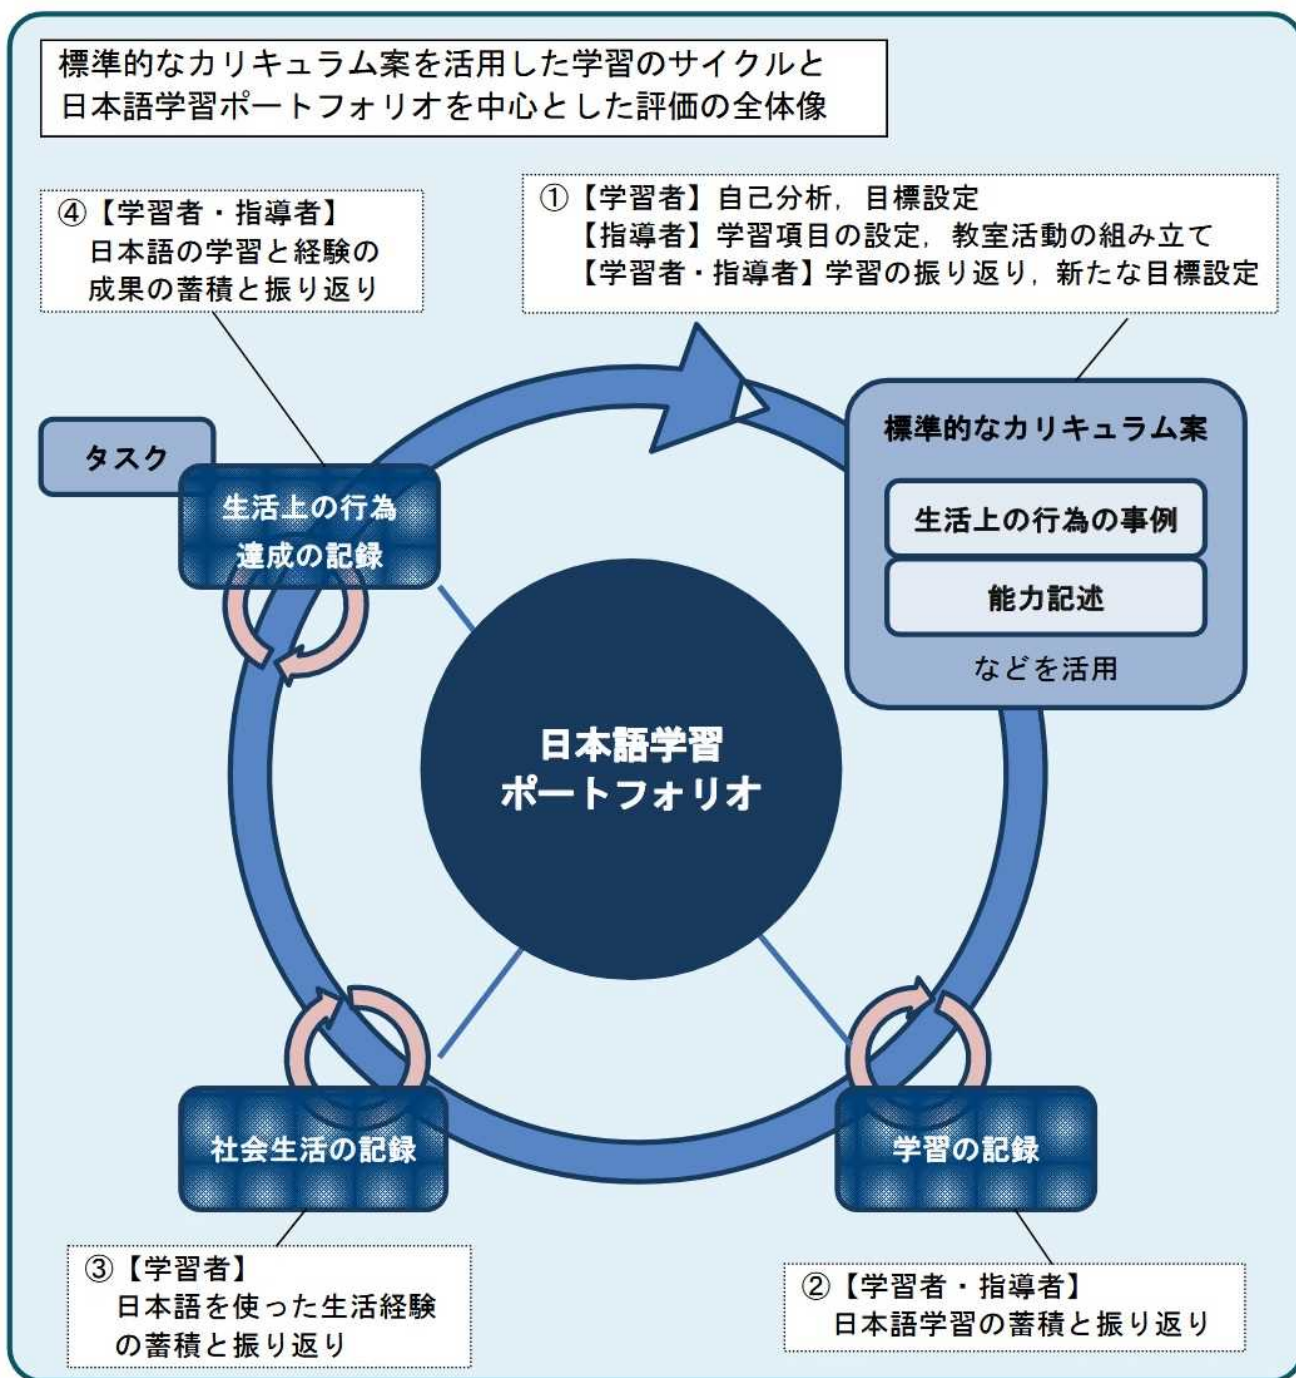 標準的なカリキュラム案を活用した学習のサイクルと
日本語学習ポートフォリオを中心とした評価の全体像
④【学習者・指導者】
日本語の学習と経験の
成果の蓄積と振り返り
①【学習者】自己分析，目標設定
【指導者】学習項目の設定，教室活動の組み立て
【学習者・指導者】学習の振り返り，新たな目標設定
タスク
生活上の行為
達成の記録
標準的なカリキュラム案
生活上の行為の事例
能力記述
などを活用
日本語学習
ポートフォリオ
社会生活の記録
学習の記録
③【学習者】
日本語を使った生活経験
の蓄積と振り返り
②【学習者・指導者】
日本語学習の蓄積と振り返り